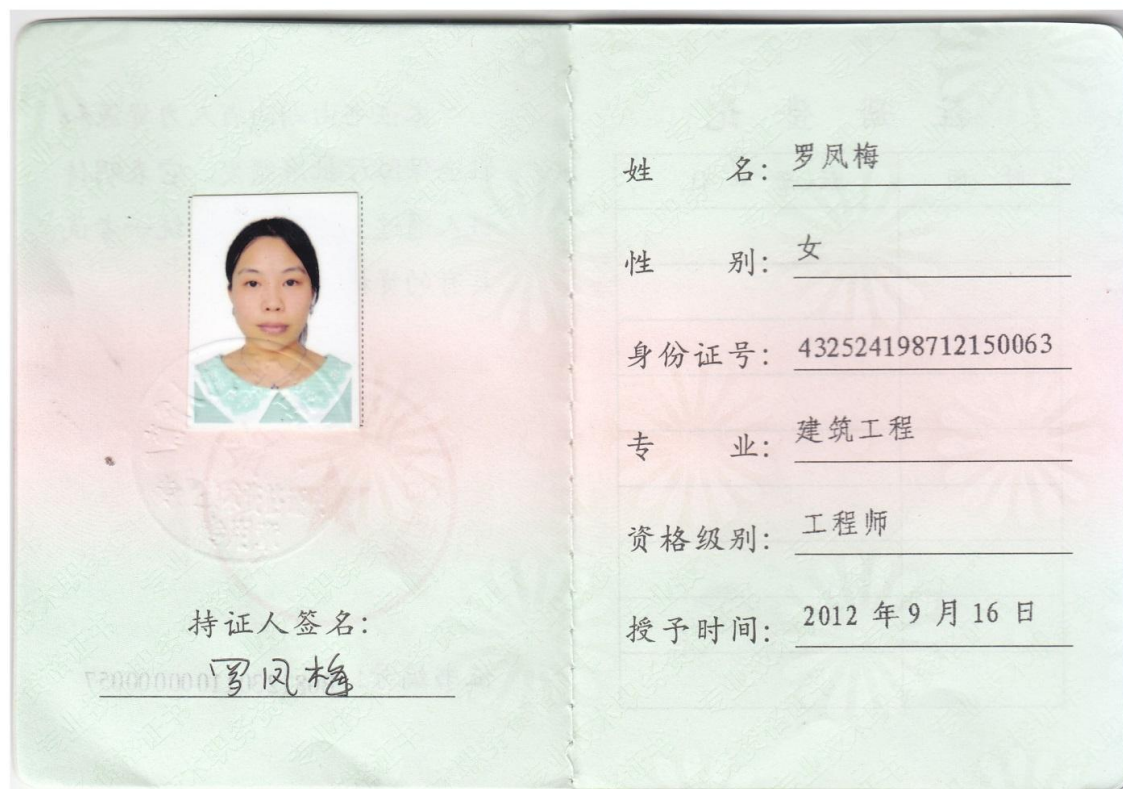 持证人签名:
罗凤梅
姓 名: 罗凤梅
性 别: 女
身份证号: 432524198712150063
专 业: 建筑工程
资格级别: 工程师
授予时间: 2012 年 9 月 16 日